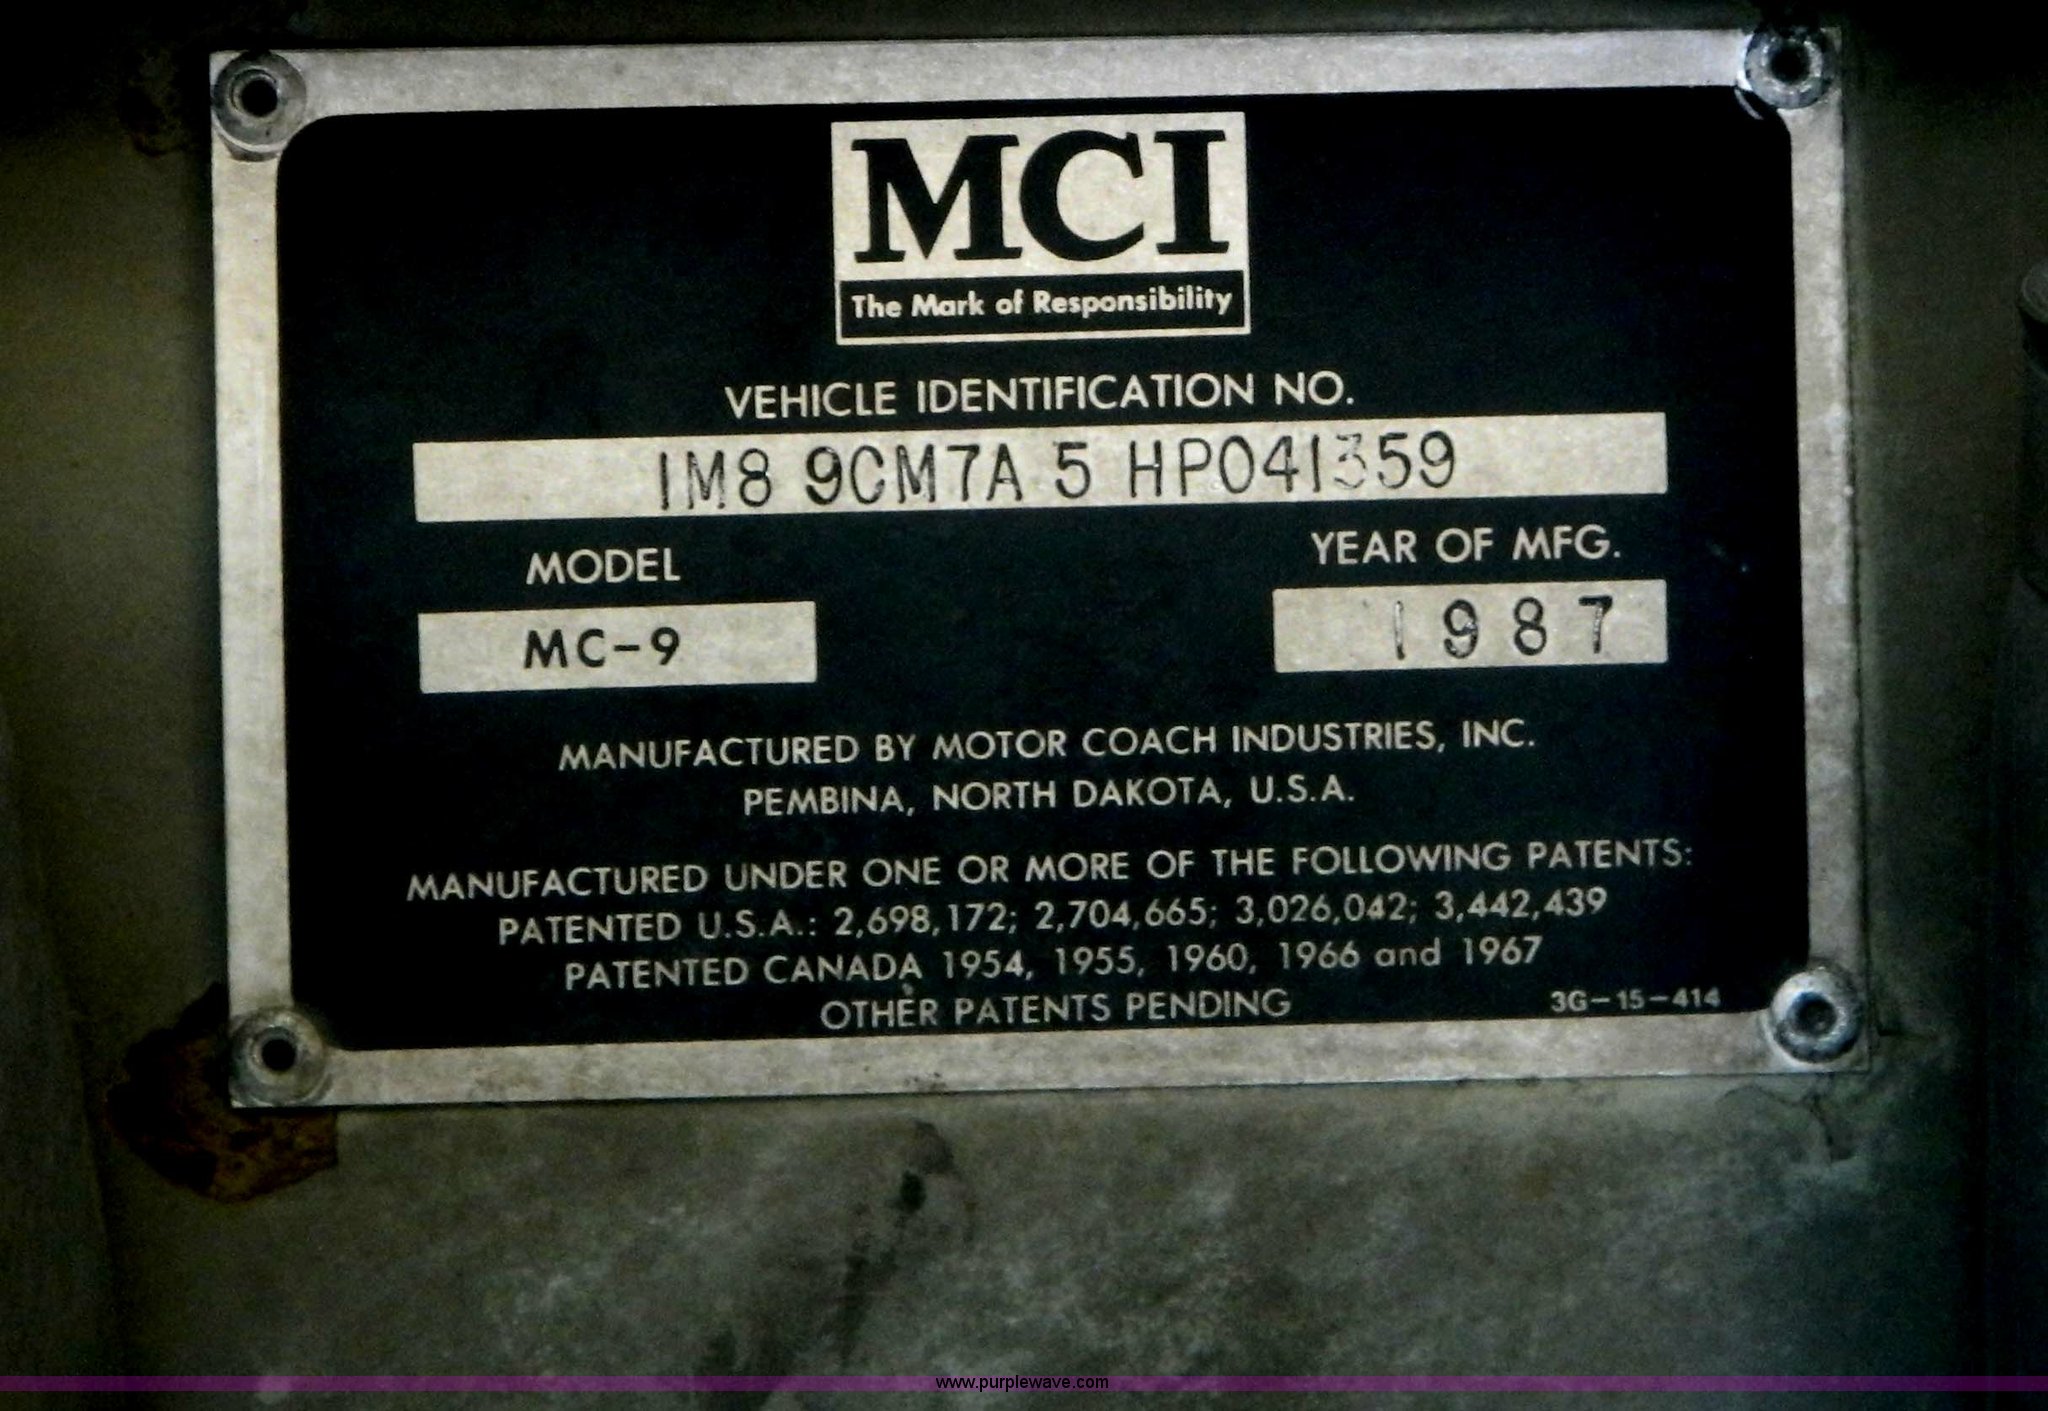 MCI
The Mark of Responsibility
VEHICLE IDENTIFICATION NO.
1M8 9CM7A 5 HP041359
MODEL
YEAR OF MFG.
MC-9
1987
MANUFACTURED BY MOTOR COACH INDUSTRIES, INC.
PEMBINA, NORTH DAKOTA, U.S.A.
MANUFACTURED UNDER ONE OR MORE OF THE FOLLOWING PATENTS:
PATENTED U.S.A.: 2,698,172; 2,704,665; 3,026,042; 3,442,439
PATENTED CANADA 1954, 1955, 1960, 1966 and 1967
OTHER PATENTS PENDING
3G-15-414
www.purplewave.com